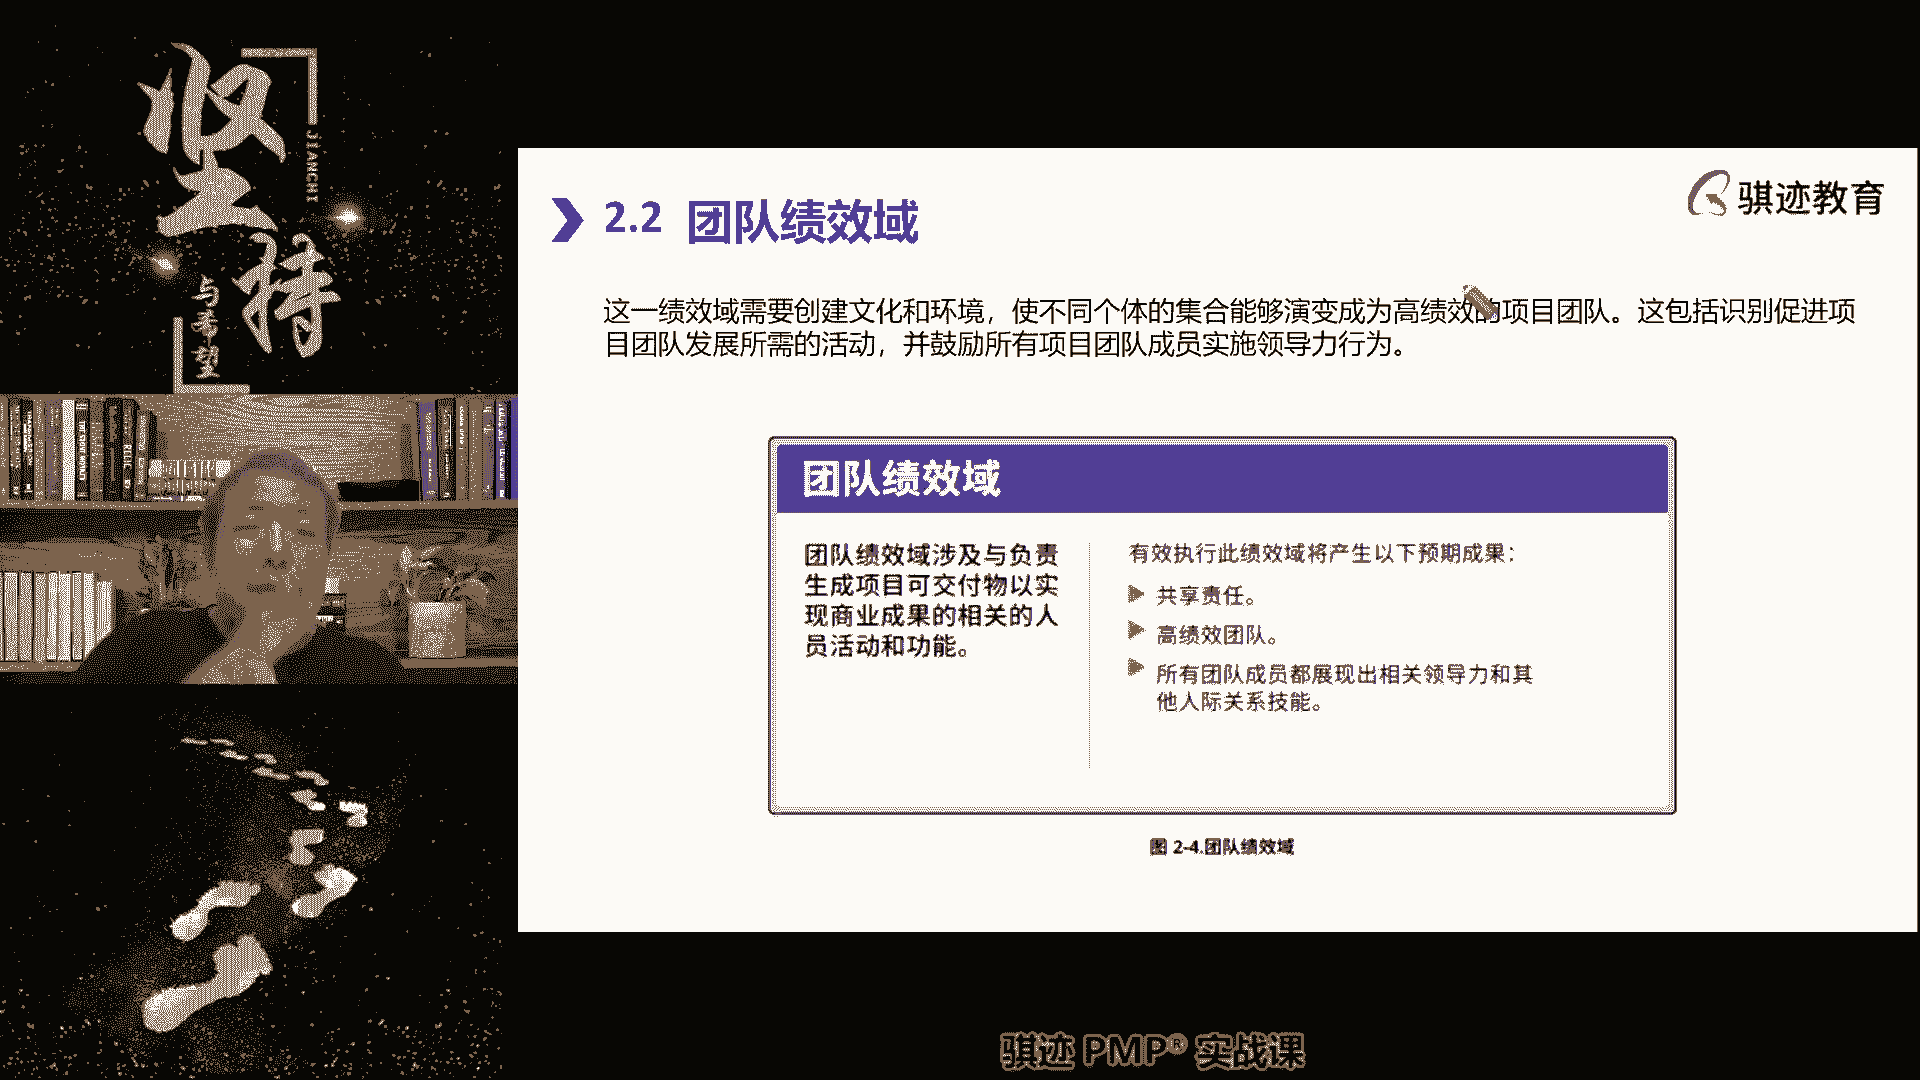 坚持
JIANCHI
与希望
骐迹教育
2.2 团队绩效域
这一绩效域需要创建文化和环境，使不同个体的集合能够演变成为高绩效的项目团队。这包括识别促进项
目团队发展所需的活动，并鼓励所有项目团队成员实施领导力行为。
团队绩效域
团队绩效域涉及与负责
生成项目可交付物以实
现商业成果的相关的人
员活动和功能。
有效执行此绩效域将产生以下预期成果：
▶ 共享责任。
▶ 高绩效团队。
▶ 所有团队成员都展现出相关领导力和其
他人际关系技能。
图 2-4.团队绩效域
骐迹 PMP® 实战课